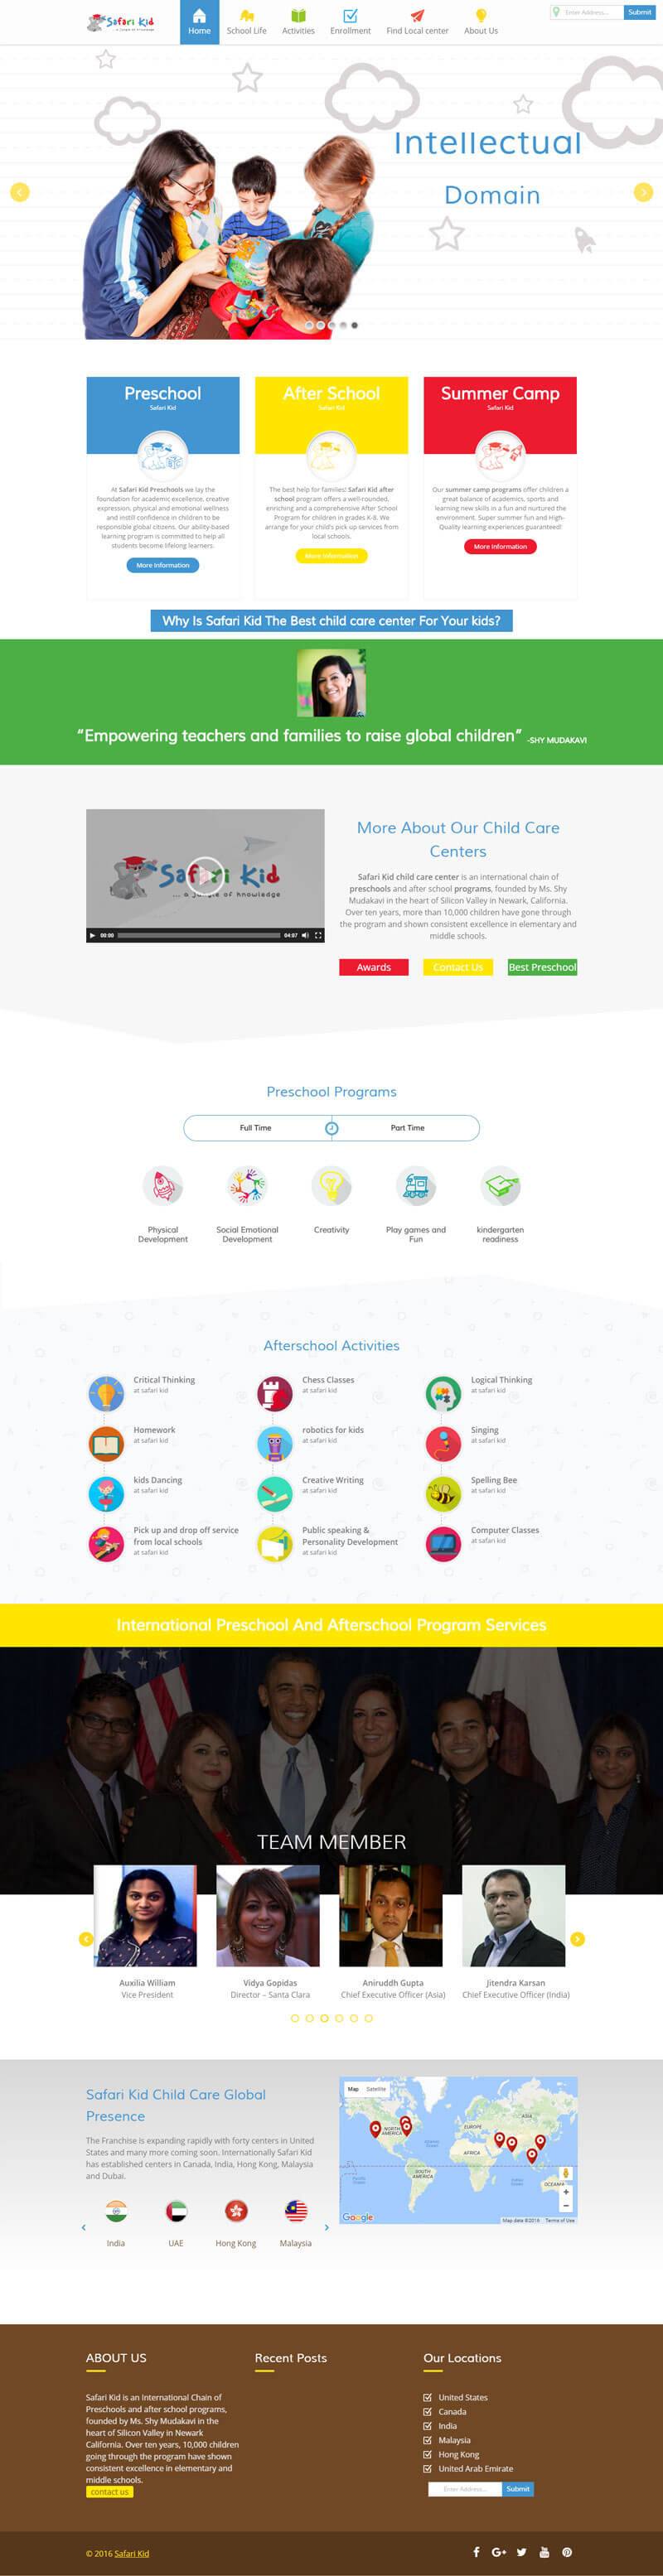 Safari Kid
... a jungle of knowledge
Home
School Life
Activities
Enrollment
Find Local center
About Us
Enter Address...
Submit
Intellectual
Domain
Preschool
Safari Kid
At Safari Kid Preschools we lay the
foundation for academic excellence, creative
expression, physical and emotional wellness
and instill confidence in children to be
responsible global citizens. Our ability-based
learning program is committed to help all
students become lifelong learners.
More Information
After School
Safari Kid
The best help for families! Safari Kid after
school program offers a well-rounded,
enriching and a comprehensive After School
Program for children in grades K-8. We
arrange for your child's pick up services from
local schools.
More Information
Summer Camp
Safari Kid
Our summer camp programs offer children a
great balance of academics, sports and
learning new skills in a fun and nurtured the
environment. Super summer fun and High-
Quality learning experiences guaranteed!
More Information
Why Is Safari Kid The Best child care center For Your kids?
"Empowering teachers and families to raise global children" -SHY MUDAKAVI
Safari Kid
... a jungle of knowledge
00:00
04:07
More About Our Child Care
Centers
Safari Kid child care center is an international chain of
preschools and after school programs, founded by Ms. Shy
Mudakavi in the heart of Silicon Valley in Newark, California.
Over ten years, more than 10,000 children have gone through
the program and shown consistent excellence in elementary and
middle schools.
Awards
Contact Us
Best Preschool
Preschool Programs
Full Time
Part Time
Physical
Development
Social Emotional
Development
Creativity
Play games and
Fun
kindergarten
readiness
Afterschool Activities
Critical Thinking
at safari kid
Chess Classes
at safari kid
Logical Thinking
at safari kid
Homework
at safari kid
robotics for kids
at safari kid
Singing
at safari kid
kids Dancing
at safari kid
Creative Writing
at safari kid
Spelling Bee
at safari kid
Pick up and drop off service
from local schools
at safari kid
Public speaking &
Personality Development
at safari kid
Computer Classes
at safari kid
International Preschool And Afterschool Program Services
TEAM MEMBER
Auxilia William
Vice President
Vidya Gopidas
Director – Santa Clara
Aniruddh Gupta
Chief Executive Officer (Asia)
Jitendra Karsan
Chief Executive Officer (India)
Safari Kid Child Care Global
Presence
The Franchise is expanding rapidly with forty centers in United
States and many more coming soon. Internationally Safari Kid
has established centers in Canada, India, Hong Kong, Malaysia
and Dubai.
India
UAE
Hong Kong
Malaysia
Map
Satellite
NORTH
AMERICA
EUROPE
ASIA
AFRICA
SOUTH
AMERICA
OCEANIA
Google
Map data ©2016
Terms of Use
ABOUT US
Safari Kid is an International Chain of
Preschools and after school programs,
founded by Ms. Shy Mudakavi in the
heart of Silicon Valley in Newark
California. Over ten years, 10,000 children
going through the program have shown
consistent excellence in elementary and
middle schools.
contact us
Recent Posts
Our Locations
United States
Canada
India
Malaysia
Hong Kong
United Arab Emirate
Enter Address...
Submit
© 2016 Safari Kid